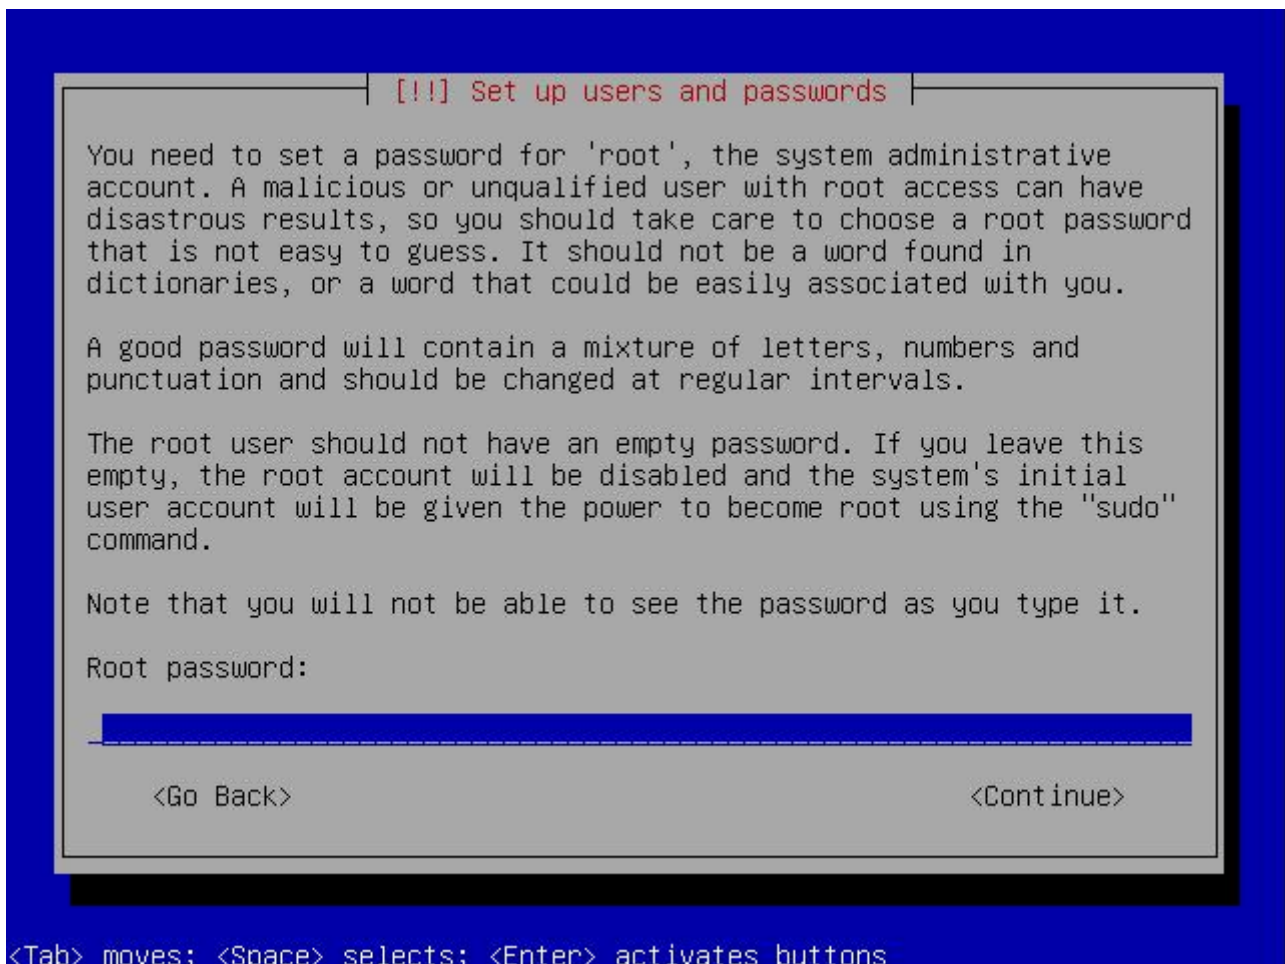 [!!] Set up users and passwords
You need to set a password for 'root', the system administrative
account. A malicious or unqualified user with root access can have
disastrous results, so you should take care to choose a root password
that is not easy to guess. It should not be a word found in
dictionaries, or a word that could be easily associated with you.
A good password will contain a mixture of letters, numbers and
punctuation and should be changed at regular intervals.
The root user should not have an empty password. If you leave this
empty, the root account will be disabled and the system's initial
user account will be given the power to become root using the "sudo"
command.
Note that you will not be able to see the password as you type it.
Root password:
<Go Back> <Continue>
<Tab> moves; <Space> selects; <Enter> activates buttons